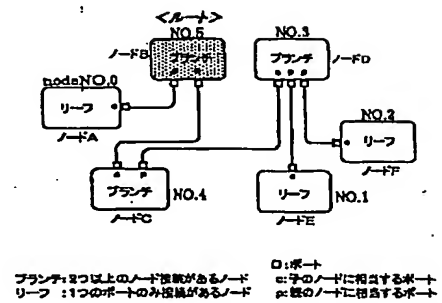 <ルート>
NO.5
NO.3
ノードB
ブランチ
ブランチ
ノードD
nodeNO.0
リーフ
NO.2
リーフ
ノードA
ノードF
ブランチ
NO.4
リーフ
NO.1
ノードC
ノードE
□:ポート
ブランチ:2つ以上のノード接続があるノード
c:子のノードに相当するポート
リーフ :1つのポートのみ接続があるノード
p:親のノードに相当するポート